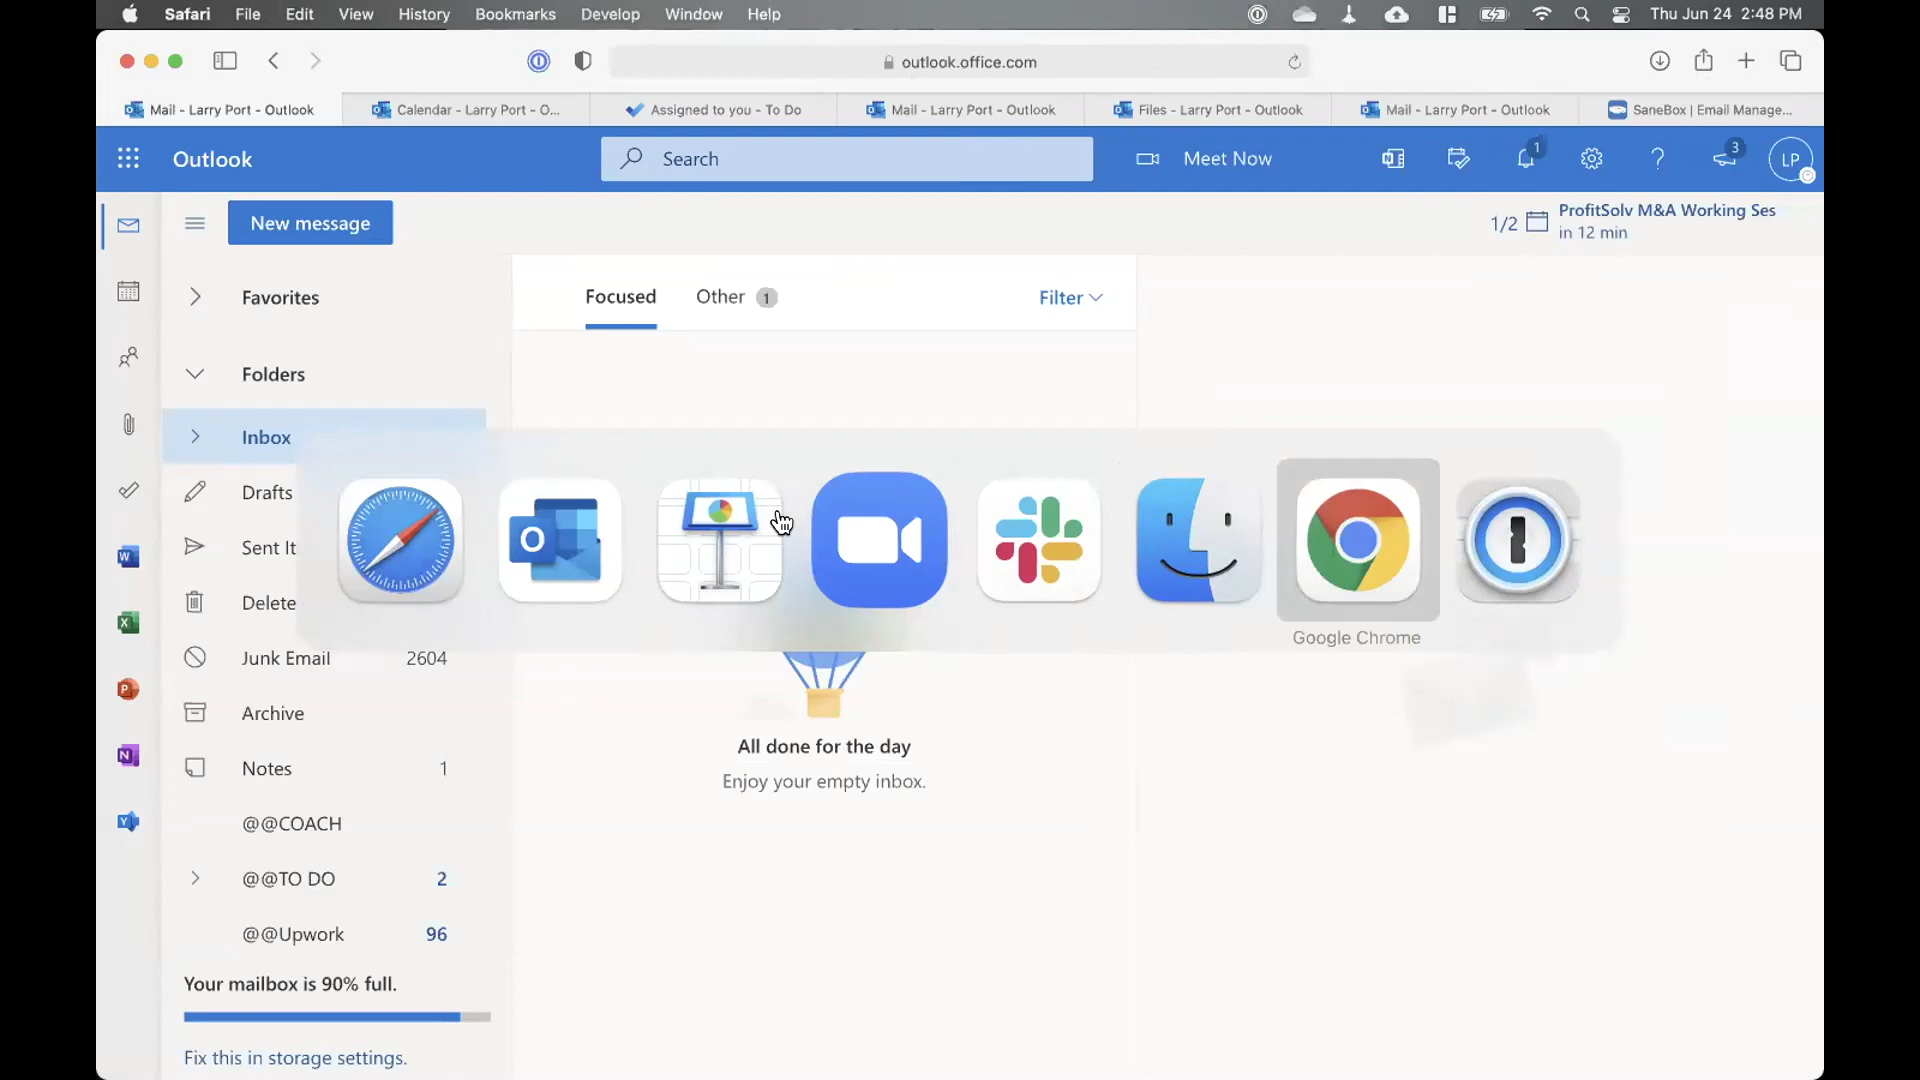 Safari File Edit View History Bookmarks Develop Window Help Thu Jun 24 2:48 PM
outlook.office.com
Mail - Larry Port - Outlook
Calendar - Larry Port - O...
Assigned to you - To Do
Mail - Larry Port - Outlook
Files - Larry Port - Outlook
Mail - Larry Port - Outlook
SaneBox | Email Manage...
Outlook
Search
Meet Now
1
3
LP
New message
1/2
ProfitSolv M&A Working Ses
in 12 min
Favorites
Focused
Other 1
Filter
Folders
Inbox
Drafts
Sent It
Delete
Google Chrome
Junk Email 2604
Archive
All done for the day
Notes 1
Enjoy your empty inbox.
@@COACH
@@TO DO 2
@@Upwork 96
Your mailbox is 90% full.
Fix this in storage settings.